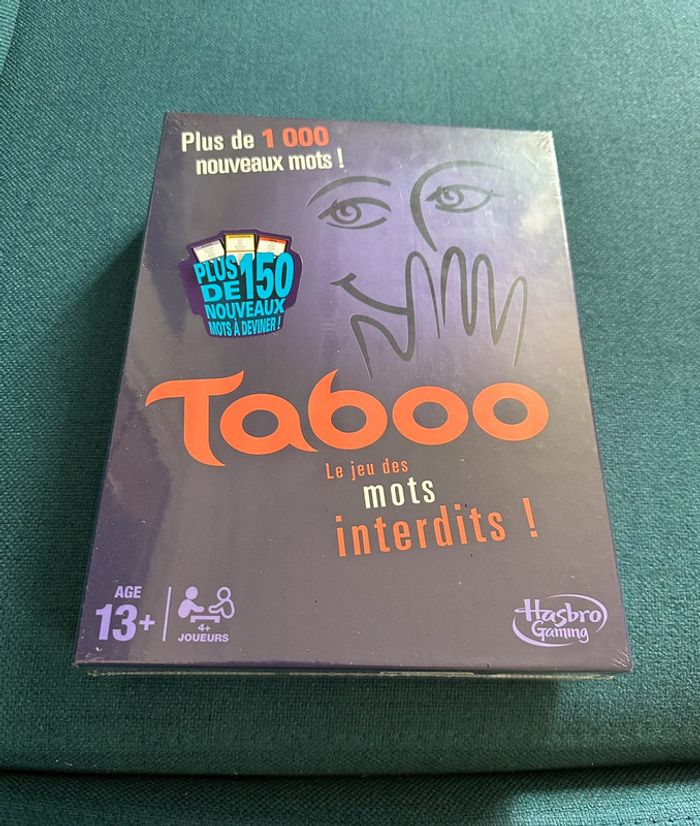 Plus de 1 000
nouveaux mots !
PLUS
DE 150
NOUVEAUX
MOTS À DEVINER !
Taboo
Le jeu des
mots
interdits !
AGE
13+
4+
JOUEURS
Hasbro
Gaming